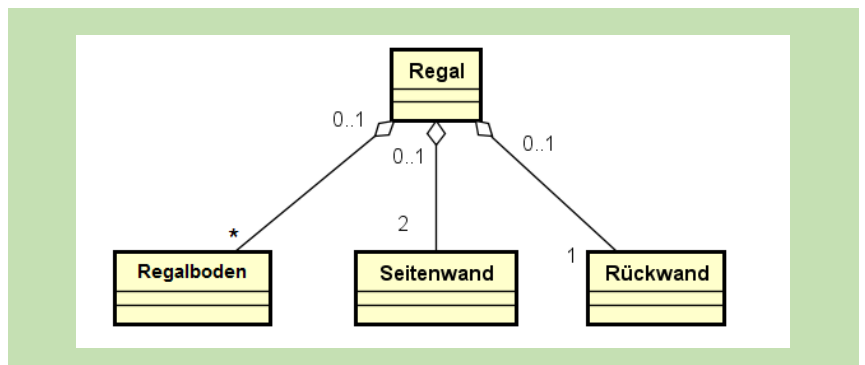 Regal
0..1
0..1
0..1
*
2
1
Regalboden
Seitenwand
Rückwand